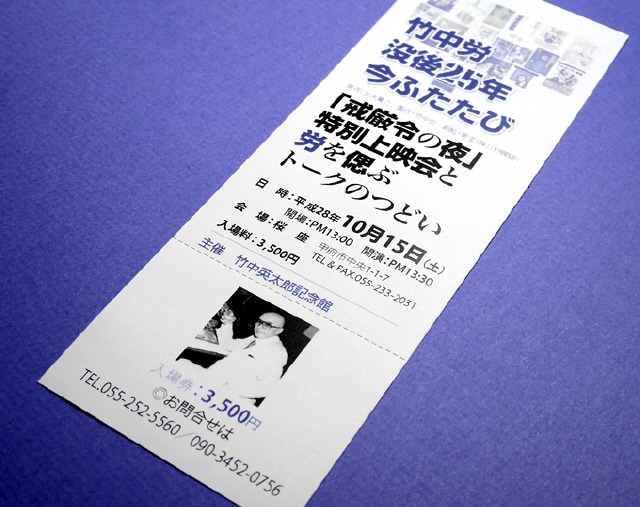 竹中労
没後25年
今ふたたび
「戒厳令の夜」
特別上映会と
労を偲ぶ
トークのつどい
日　時：平成28年10月15日（土）
開場：PM13:00　開演：PM13:30
会　場：桜　座　甲府市中央1-1-7
TEL & FAX.055-233-2031
入場料：3,500円
主催　竹中英太郎記念館
入場券：3,500円
◎お問合せは
TEL.055-252-5560／090-3452-0756